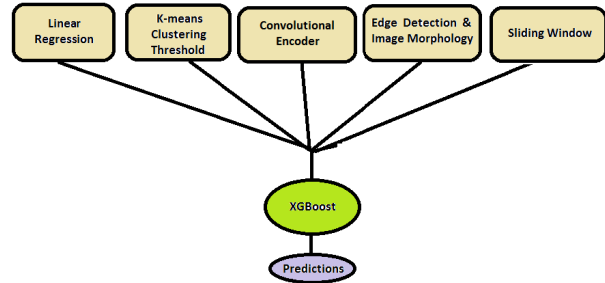 Linear
Regression
K-means
Clustering
Threshold
Convolutional
Encoder
Edge Detection &
Image Morphology
Sliding Window
XGBoost
Predictions